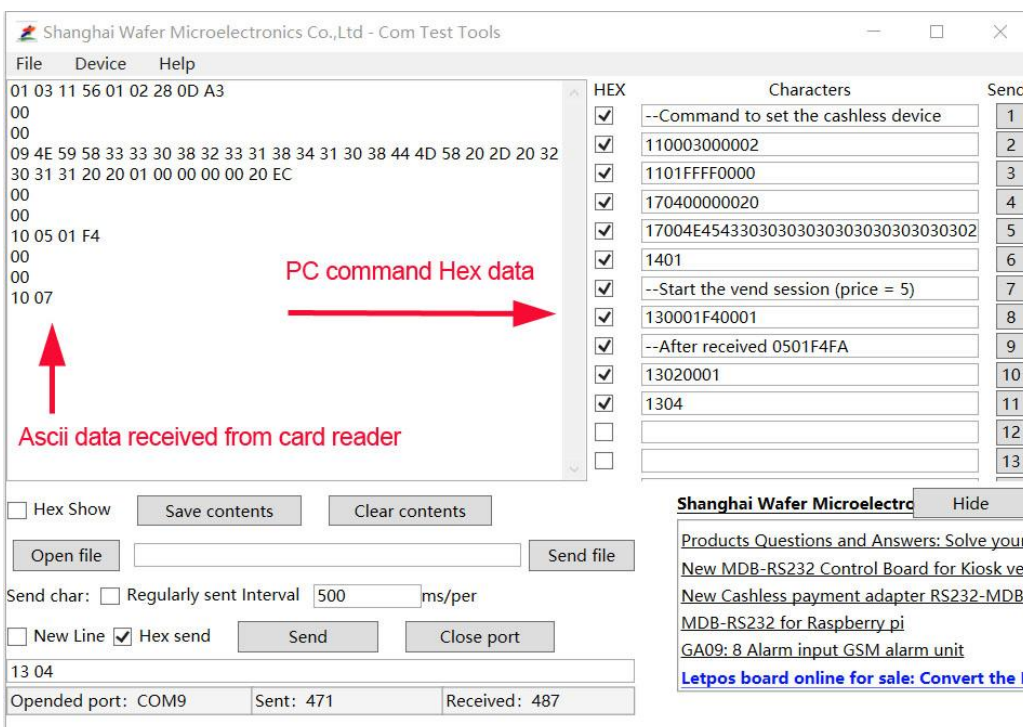 Shanghai Wafer Microelectronics Co.,Ltd - Com Test Tools
File Device Help
01 03 11 56 01 02 28 0D A3
00
00
09 4E 59 58 33 33 30 38 32 33 31 38 34 31 30 38 44 4D 58 20 2D 20 32
30 31 31 20 20 01 00 00 00 00 20 EC
00
00
10 05 01 F4
00
00
10 07
PC command Hex data
Ascii data received from card reader
HEX Characters Send
--Command to set the cashless device 1
110003000002 2
1101FFFF0000 3
170400000020 4
17004E454330303030303030303030303030302 5
1401 6
--Start the vend session (price = 5) 7
130001F40001 8
--After received 0501F4FA 9
13020001 10
1304 11
12
13
Hex Show Save contents Clear contents
Open file Send file
Send char: Regularly sent Interval 500 ms/per
New Line Hex send Send Close port
13 04
Opended port: COM9 Sent: 471 Received: 487
Shanghai Wafer Microelectro Hide
Products Questions and Answers: Solve your
New MDB-RS232 Control Board for Kiosk ve
New Cashless payment adapter RS232-MDB
MDB-RS232 for Raspberry pi
GA09: 8 Alarm input GSM alarm unit
Letpos board online for sale: Convert the